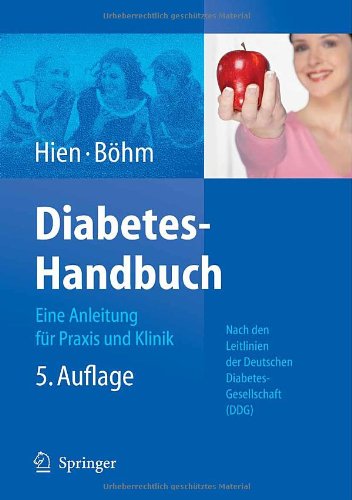 Urheberrechtlich geschütztes Material
Hien · Böhm
Diabetes-
Handbuch
Eine Anleitung
für Praxis und Klinik
5. Auflage
Nach den
Leitlinien
der Deutschen
Diabetes-
Gesellschaft
(DDG)
Springer
Urheberrechtlich geschütztes Material